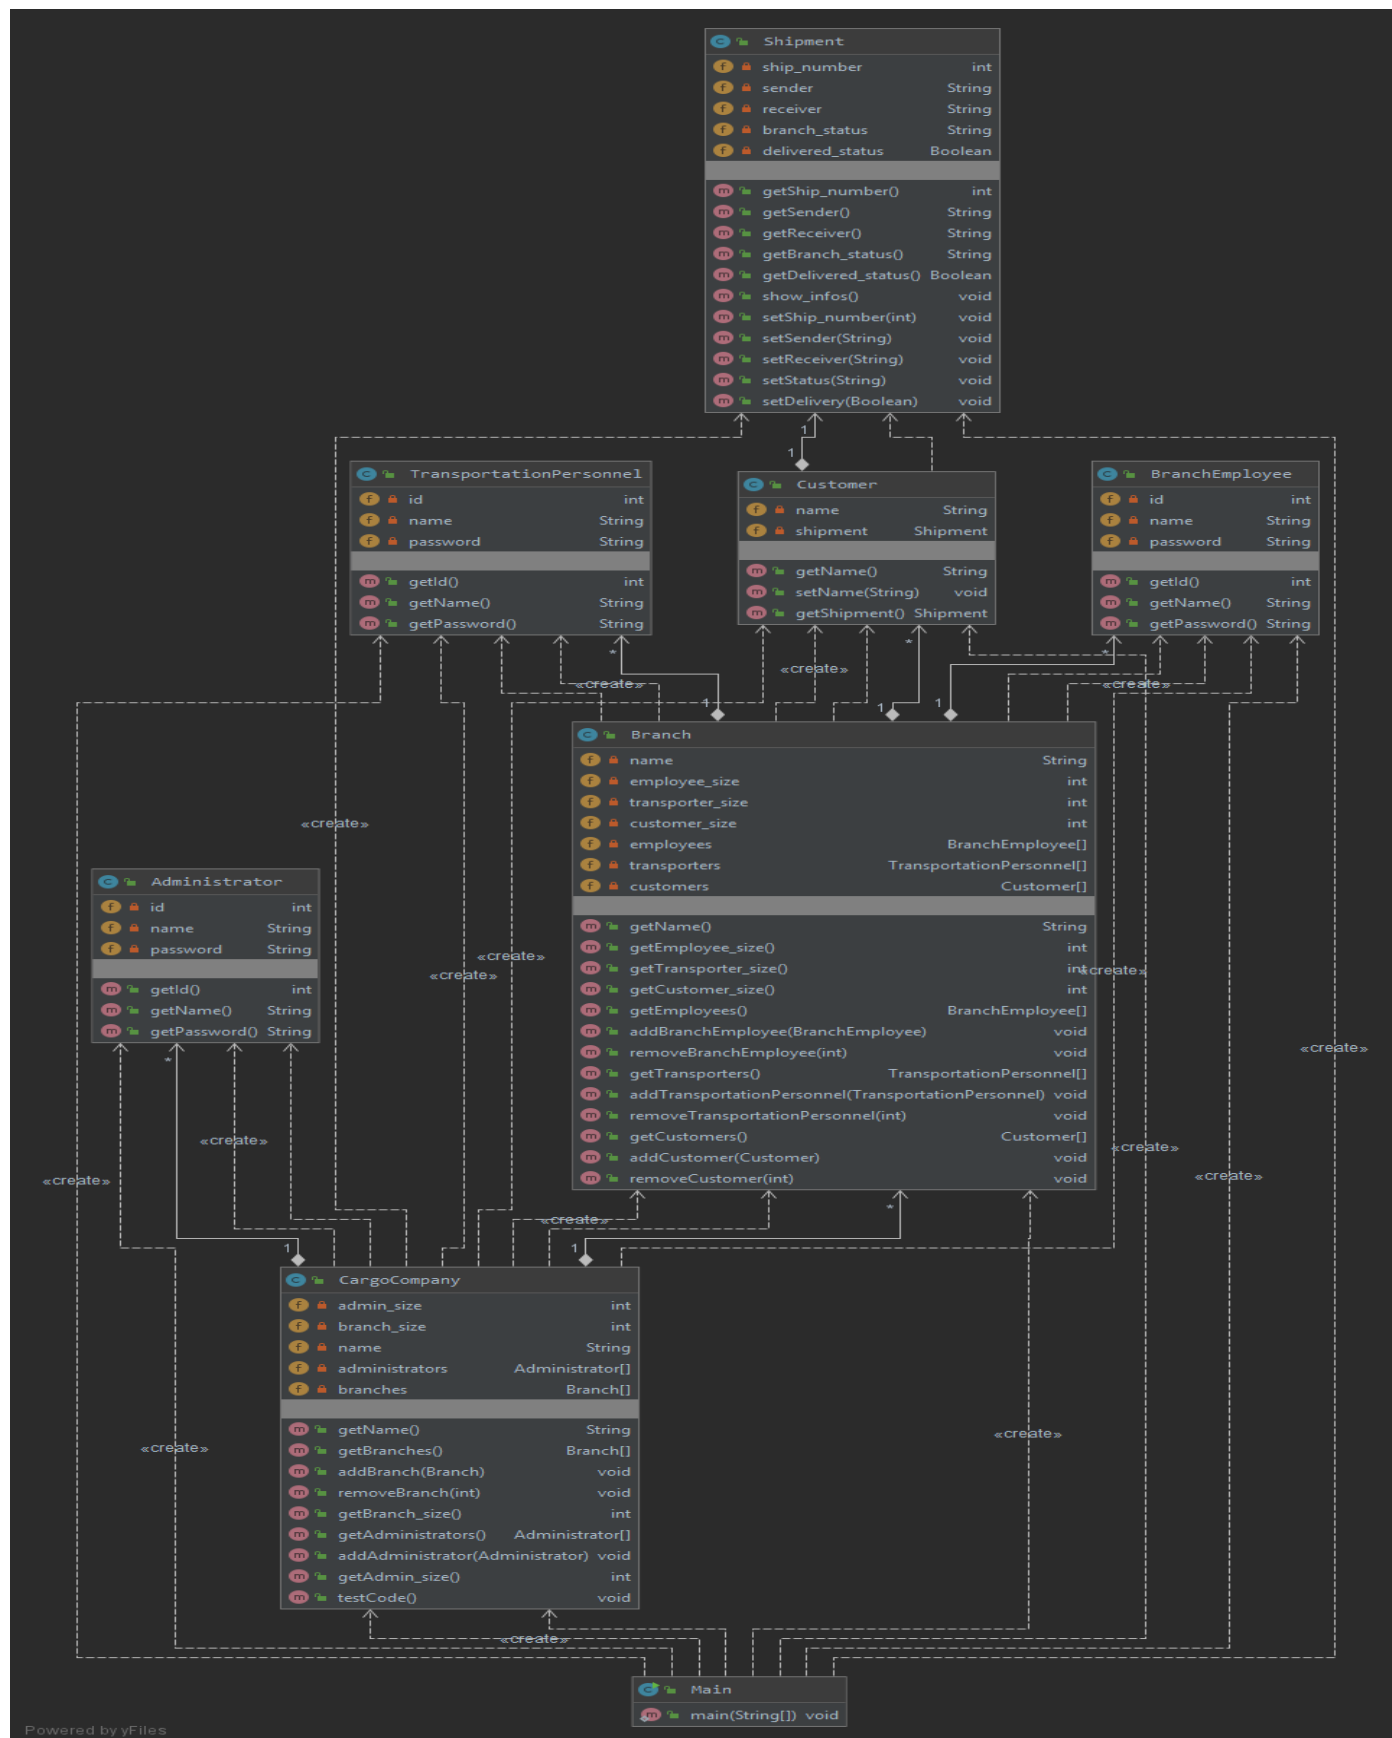 Shipment
ship_number int
sender String
receiver String
branch_status String
delivered_status Boolean
getShip_number() int
getSender() String
getReceiver() String
getBranch_status() String
getDelivered_status() Boolean
show_infos() void
setShip_number(int) void
setSender(String) void
setReceiver(String) void
setStatus(String) void
setDelivery(Boolean) void
1
1
TransportationPersonnel
id int
name String
password String
getId() int
getName() String
getPassword() String
Customer
name String
shipment Shipment
getName() String
setName(String) void
getShipment() Shipment
BranchEmployee
id int
name String
password String
getId() int
getName() String
getPassword() String
*
*
*
«create»
«create»
«create»
1
1
1
Branch
name String
employee_size int
transporter_size int
customer_size int
employees BranchEmployee[]
transporters TransportationPersonnel[]
customers Customer[]
getName() String
getEmployee_size() int
getTransporter_size() int
getCustomer_size() int
getEmployees() BranchEmployee[]
addBranchEmployee(BranchEmployee) void
removeBranchEmployee(int) void
getTransporters() TransportationPersonnel[]
addTransportationPersonnel(TransportationPersonnel) void
removeTransportationPersonnel(int) void
getCustomers() Customer[]
addCustomer(Customer) void
removeCustomer(int) void
«create»
Administrator
id int
name String
password String
getId() int
getName() String
getPassword() String
«create»
«create»
«create»
«create»
*
«create»
«create»
«create»
«create»
*
«create»
1
1
CargoCompany
admin_size int
branch_size int
name String
administrators Administrator[]
branches Branch[]
getName() String
getBranches() Branch[]
addBranch(Branch) void
removeBranch(int) void
getBranch_size() int
getAdministrators() Administrator[]
addAdministrator(Administrator) void
getAdmin_size() int
testCode() void
«create»
«create»
«create»
Main
main(String[]) void
Powered by yFiles